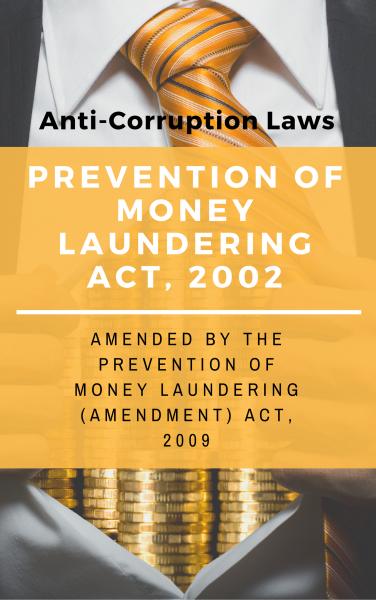 Anti-Corruption Laws
PREVENTION OF
MONEY
LAUNDERING
ACT, 2002
AMENDED BY THE
PREVENTION OF
MONEY LAUNDERING
(AMENDMENT) ACT,
2009